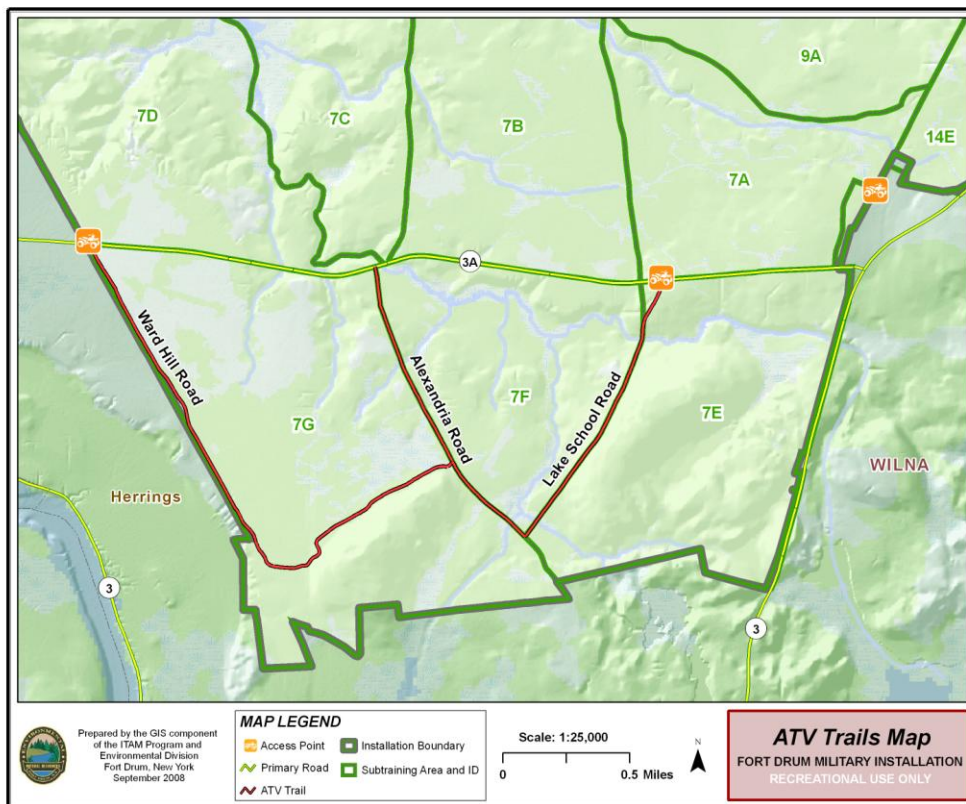 9A
7D
7C
7B
14E
7A
3A
Ward Hill Road
Alexandria Road
7F
Lake School Road
7E
7G
WILNA
Herrings
3
3
Prepared by the GIS component
of the ITAM Program and
Environmental Division
Fort Drum, New York
September 2008
MAP LEGEND
Access Point
Primary Road
ATV Trail
Installation Boundary
Subtraining Area and ID
Scale: 1:25,000
0 0.5 Miles
N
ATV Trails Map
FORT DRUM MILITARY INSTALLATION
RECREATIONAL USE ONLY